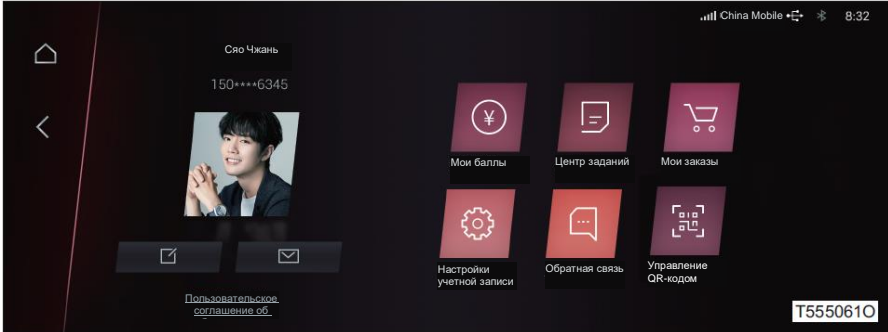 China Mobile 8:32
Сяо Чжань
150****6345
Мои баллы
Центр заданий
Мои заказы
Настройки
учетной записи
Обратная связь
Управление
QR-кодом
Пользовательское
соглашение об
T555061O